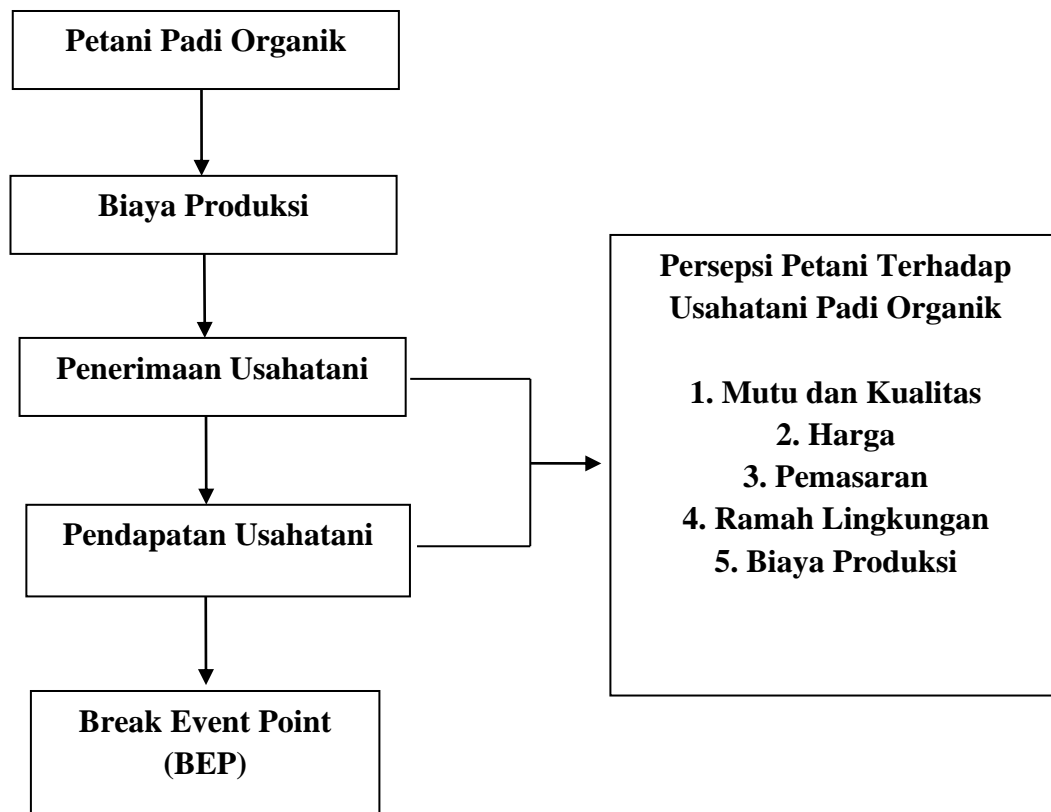 Petani Padi Organik
Biaya Produksi
Penerimaan Usahatani
Pendapatan Usahatani
Break Event Point
(BEP)
Persepsi Petani Terhadap
Usahatani Padi Organik
1. Mutu dan Kualitas
2. Harga
3. Pemasaran
4. Ramah Lingkungan
5. Biaya Produksi